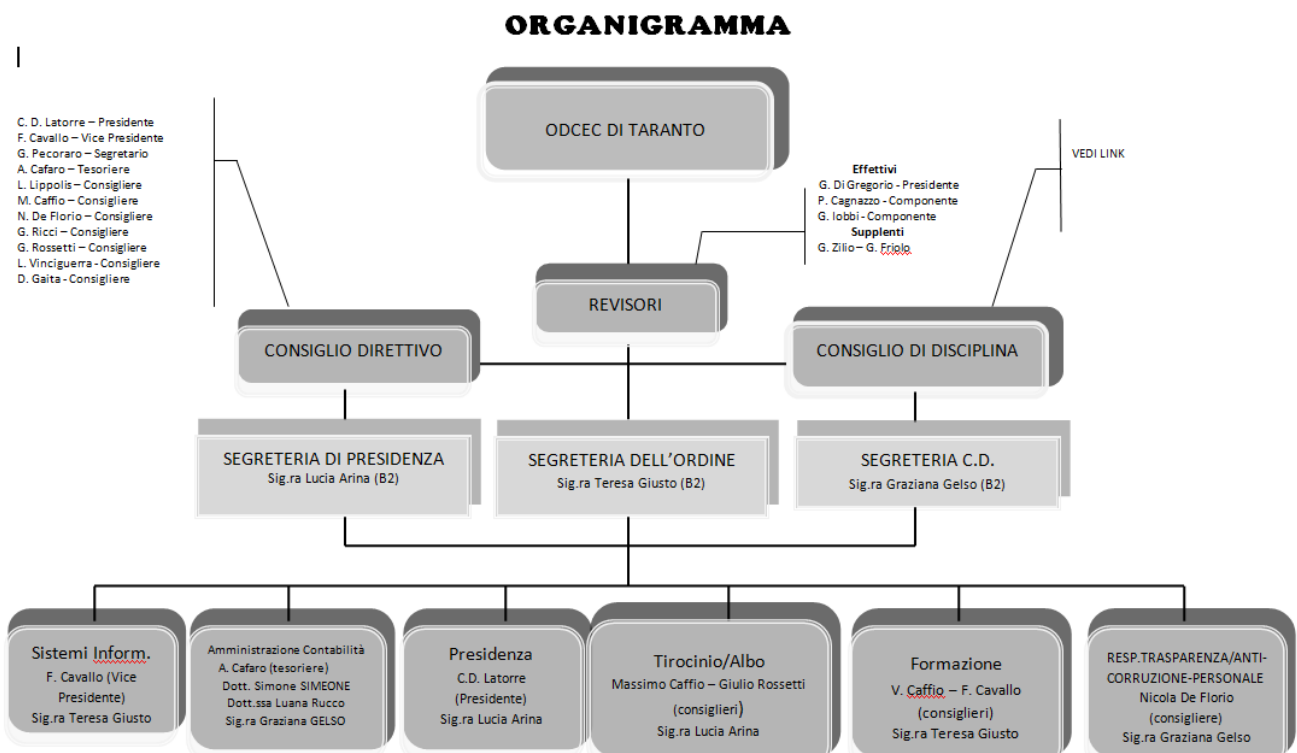 ORGANIGRAMMA
ODCEC DI TARANTO
C. D. Latorre – Presidente
F. Cavallo – Vice Presidente
G. Pecoraro – Segretario
A. Cafaro – Tesoriere
L. Lippolis – Consigliere
M. Caffio – Consigliere
N. De Florio – Consigliere
G. Ricci – Consigliere
G. Rossetti – Consigliere
L. Vinciguerra - Consigliere
D. Gaita - Consigliere
Effettivi
G. Di Gregorio - Presidente
P. Cagnazzo - Componente
G. Iobbi - Componente
Supplenti
G. Zilio – G. Friolo
VEDI LINK
REVISORI
CONSIGLIO DIRETTIVO
CONSIGLIO DI DISCIPLINA
SEGRETERIA DI PRESIDENZA
Sig.ra Lucia Arina (B2)
SEGRETERIA DELL’ORDINE
Sig.ra Teresa Giusto (B2)
SEGRETERIA C.D.
Sig.ra Graziana Gelso (B2)
Sistemi Inform.
F. Cavallo (Vice
Presidente)
Sig.ra Teresa Giusto
Amministrazione Contabilità
A. Cafaro (tesoriere)
Dott. Simone SIMEONE
Dott.ssa Luana Rucco
Sig.ra Graziana GELSO
Presidenza
C.D. Latorre
(Presidente)
Sig.ra Lucia Arina
Tirocinio/Albo
Massimo Caffio – Giulio Rossetti
(consiglieri)
Sig.ra Lucia Arina
Formazione
V. Caffio – F. Cavallo
(consiglieri)
Sig.ra Teresa Giusto
RESP.TRASPARENZA/ANTI-
CORRUZIONE-PERSONALE
Nicola De Florio
(consigliere)
Sig.ra Graziana Gelso